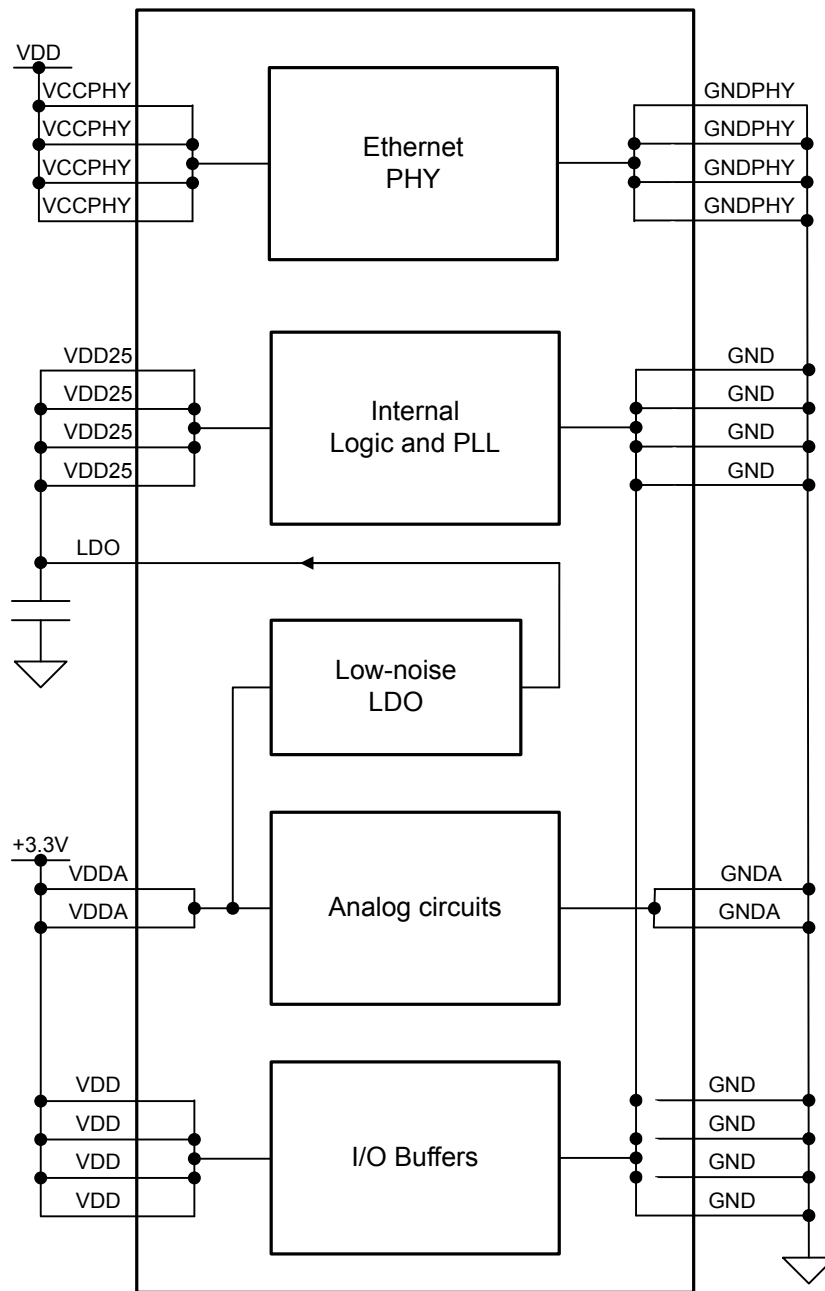 VDD
VCCPHY
VCCPHY
VCCPHY
VCCPHY
Ethernet
PHY
GNDPHY
GNDPHY
GNDPHY
GNDPHY
VDD25
VDD25
VDD25
VDD25
Internal
Logic and PLL
GND
GND
GND
GND
LDO
Low-noise
LDO
+3.3V
VDDA
VDDA
Analog circuits
GNDA
GNDA
VDD
VDD
VDD
VDD
I/O Buffers
GND
GND
GND
GND